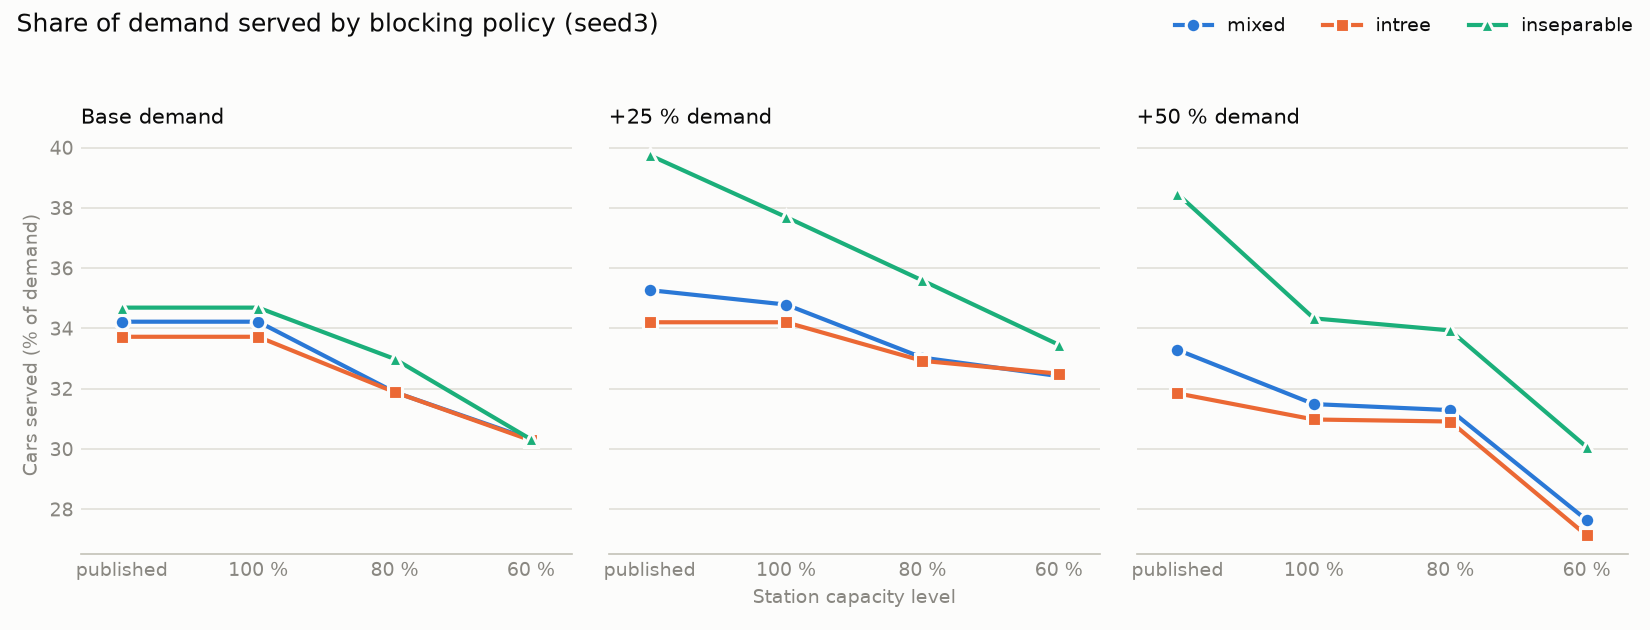 Share of demand served by blocking policy (seed3)
mixed
intree
inseparable
Base demand
+25 % demand
+50 % demand
Cars served (% of demand)
40
38
36
34
32
30
28
published 100 % 80 % 60 %
published 100 % 80 % 60 %
published 100 % 80 % 60 %
Station capacity level